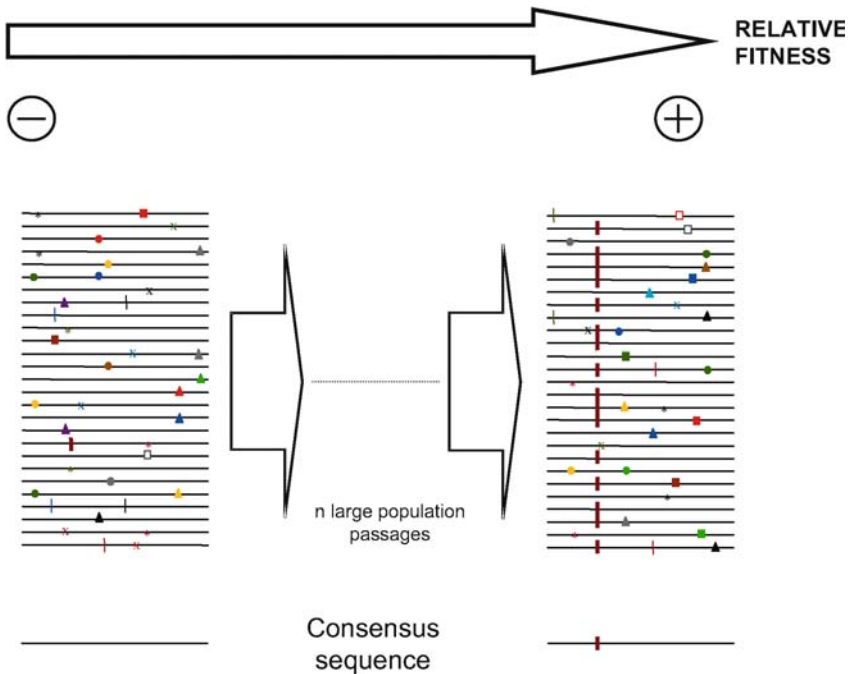 RELATIVE
FITNESS
n large population
passages
Consensus
sequence